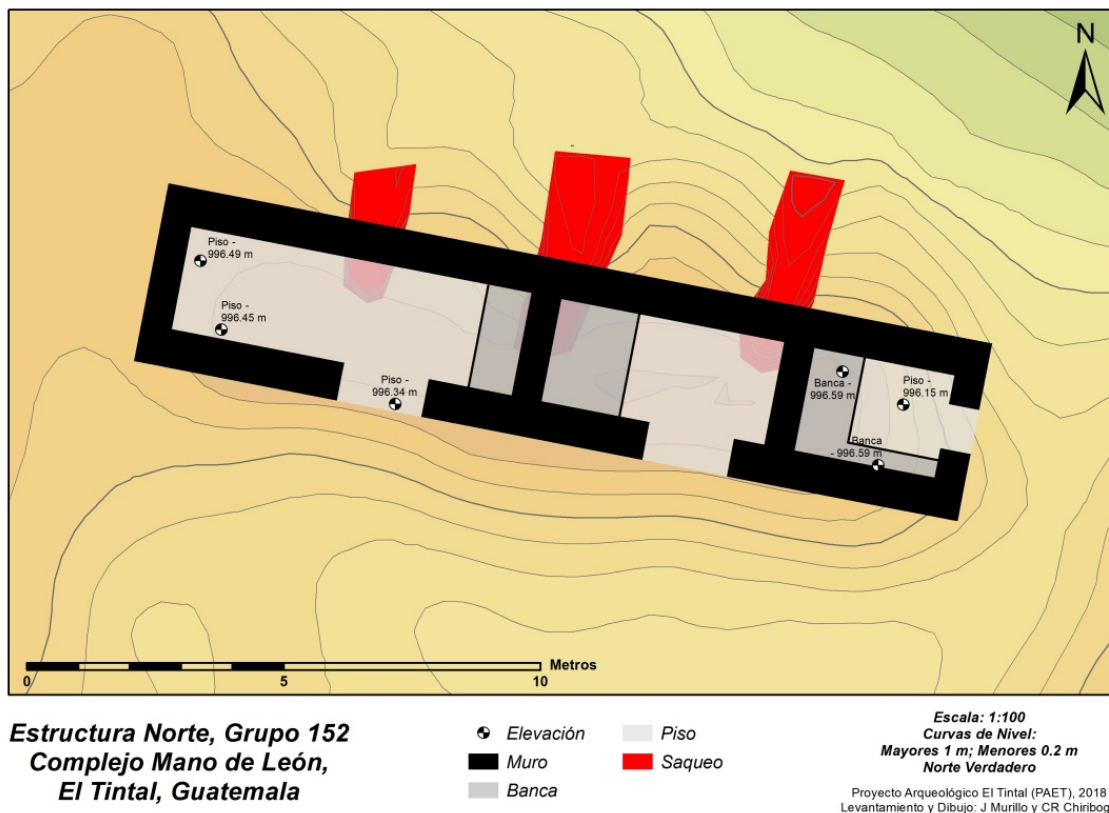 N
Piso -
996.49 m
Piso -
996.45 m
Piso -
996.34 m
Banca -
996.59 m
Piso -
996.15 m
Banca
- 996.59 m
Metros
0
5
10
Estructura Norte, Grupo 152
Complejo Mano de León,
El Tintal, Guatemala
Elevación
Muro
Banca
Piso
Saqueo
Escala: 1:100
Curvas de Nivel:
Mayores 1 m; Menores 0.2 m
Norte Verdadero
Proyecto Arqueológico El Tintal (PAET), 2018
Levantamiento y Dibujo: J Murillo y CR Chiribog